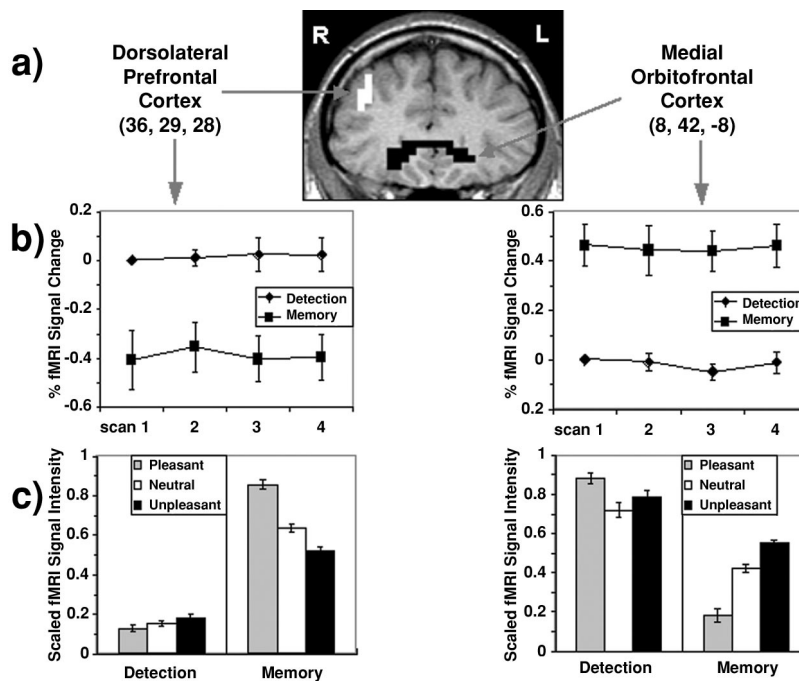 a)
Dorsolateral
Prefrontal
Cortex
(36, 29, 28)
R
L
Medial
Orbitofrontal
Cortex
(8, 42, -8)
b)
% fMRI Signal Change
0.2
0
-0.2
-0.4
-0.6
Detection
Memory
scan 1 2 3 4
% fMRI Signal Change
0.6
0.4
0.2
0
0.2
Detection
Memory
scan 1 2 3 4
c)
Scaled fMRI Signal Intensity
1
0.8
0.6
0.4
0.2
0
Pleasant
Neutral
Unpleasant
Detection Memory
Scaled fMRI Signal Intensity
1
0.8
0.6
0.4
0.2
0
Pleasant
Neutral
Unpleasant
Detection Memory